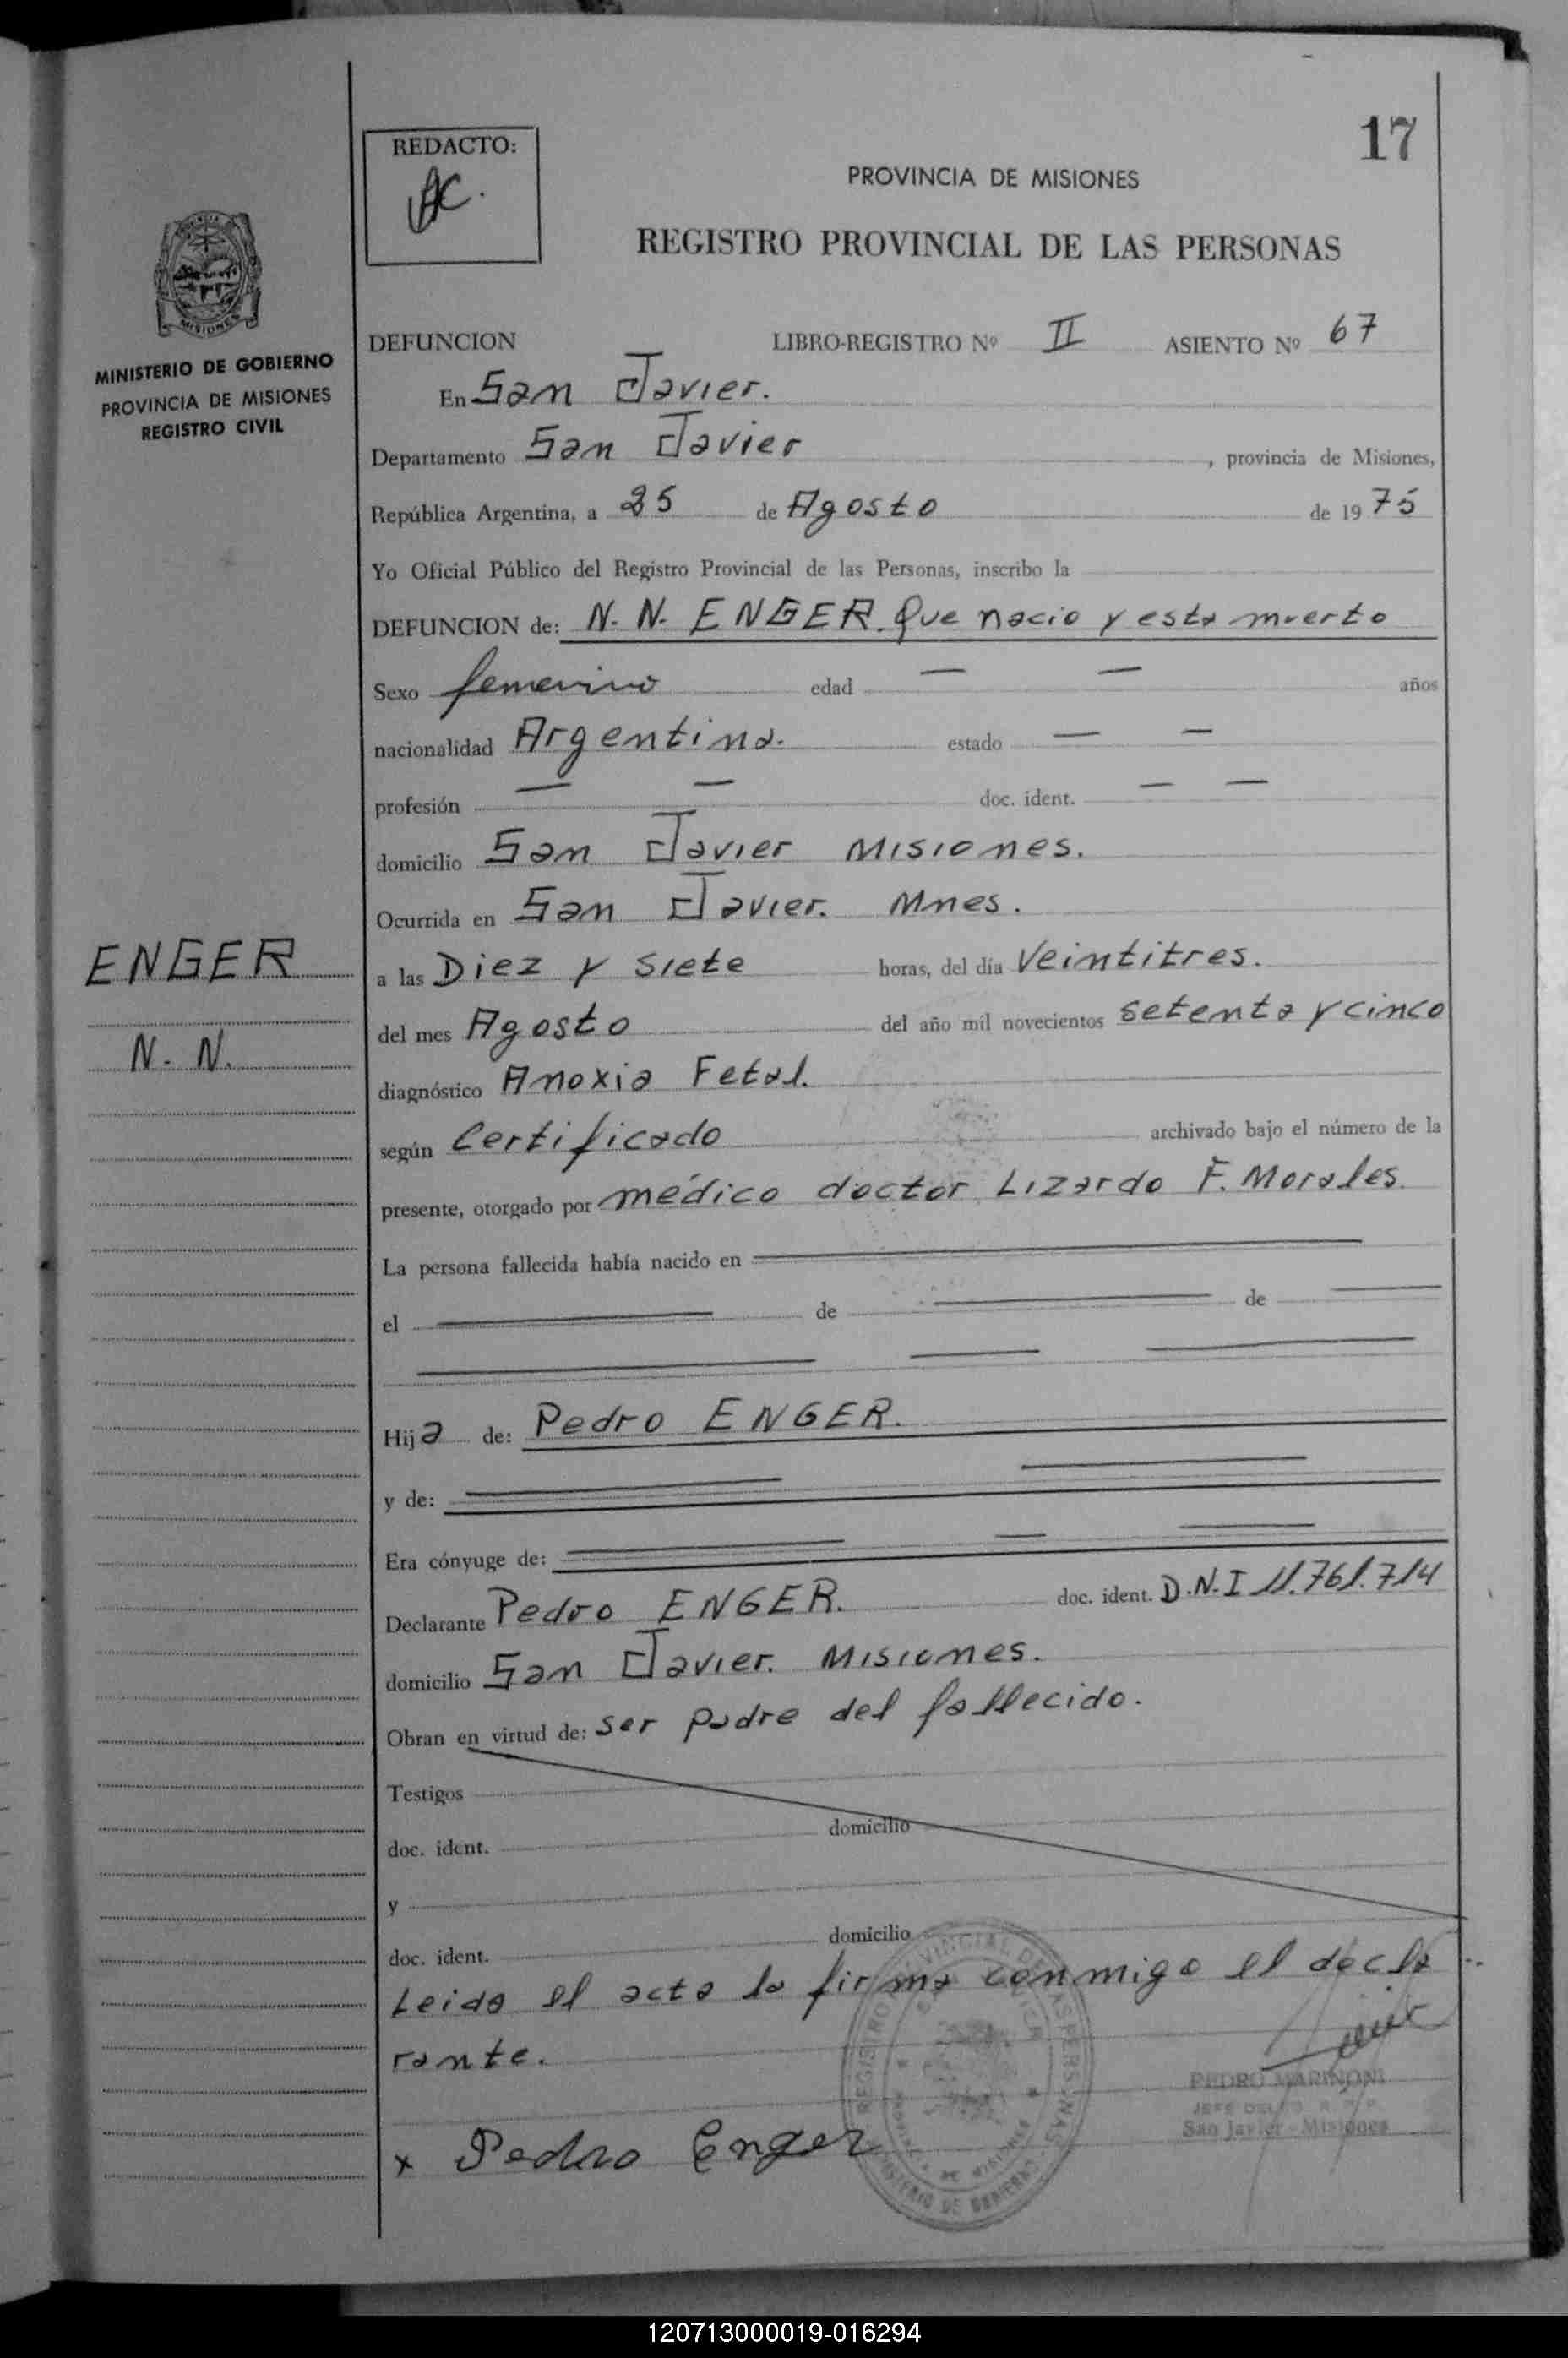 17
REDACTO:
AC.
PROVINCIA DE MISIONES
REGISTRO PROVINCIAL DE LAS PERSONAS
MISIONES
MINISTERIO DE GOBIERNO
PROVINCIA DE MISIONES
REGISTRO CIVIL
DEFUNCION LIBRO-REGISTRO Nº II ASIENTO Nº 67
En San Javier.
Departamento San Javier, provincia de Misiones,
República Argentina, a 25 de Agosto de 1975
Yo Oficial Público del Registro Provincial de las Personas, inscribo la
DEFUNCION de: N. N. ENGER. Que nacio y esta muerto
Sexo femenino edad — — años
nacionalidad Argentina. estado — —
profesión — — doc. ident. — —
domicilio San Javier Misiones.
Ocurrida en San Javier. Mnes.
ENGER
N. N.
a las Diez y siete horas, del día Veintitres.
del mes Agosto del año mil novecientos setenta y cinco
diagnóstico Anoxia Fetal.
según Certificado archivado bajo el número de la
presente, otorgado por médico doctor Lizardo F. Morales
La persona fallecida había nacido en
el de de
Hija de: Pedro ENGER.
y de:
Era cónyuge de:
Declarante Pedro ENGER. doc. ident. D.N.I 11.761.714
domicilio San Javier. Misiones.
Obran en virtud de: ser padre del fallecido.
Testigos
doc. ident. domicilio
y
doc. ident. domicilio
Leida el acta la firma conmigo el decla
rante.
PEDRO MARINONI
San Javier - Misiones
x Pedro Enger
120713000019-016294